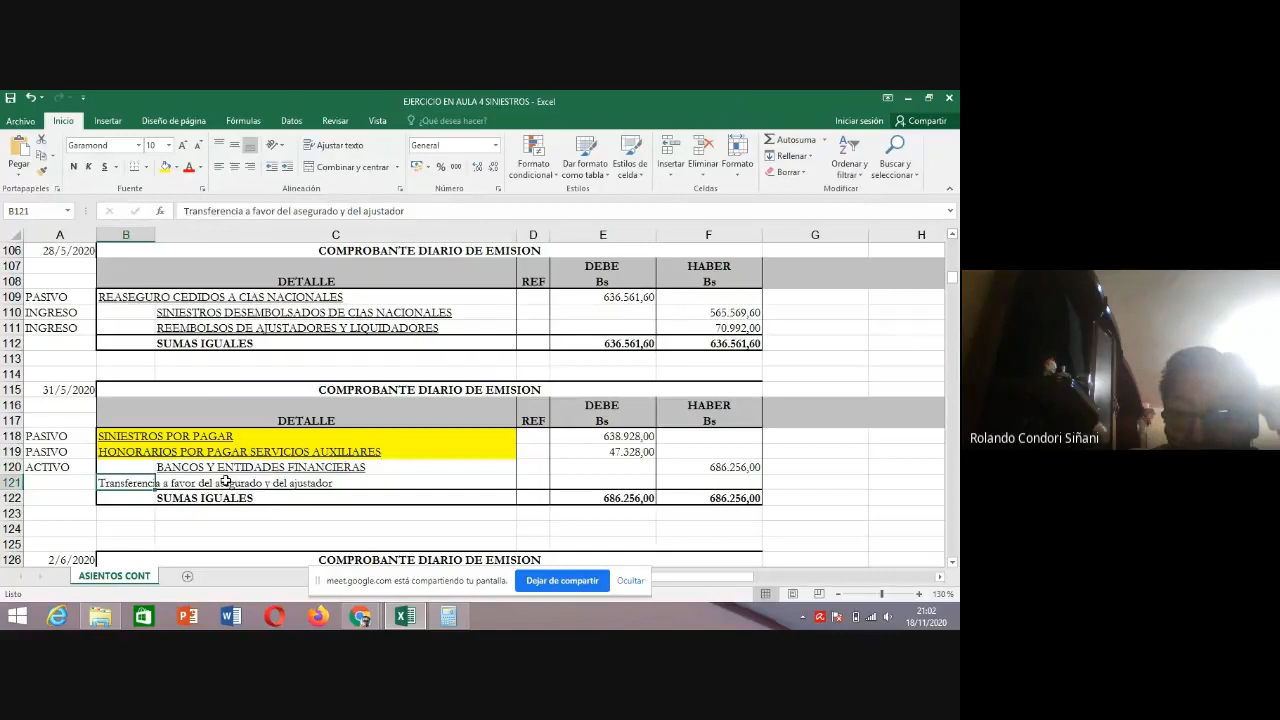 EJERCICIO EN AULA 4 SINIESTROS - Excel
Archivo Inicio Insertar Diseño de página Fórmulas Datos Revisar Vista ¿Qué desea hacer? Iniciar sesión Compartir
Pegar
Portapapeles
Garamond 10
N K S
Fuente
Ajustar texto
Combinar y centrar
Alineación
General
% 000
Número
Formato condicional
Dar formato como tabla
Estilos de celda
Estilos
Insertar Eliminar Formato
Celdas
Autosuma
Rellenar
Borrar
Ordenar y filtrar
Buscar y seleccionar
Modificar
B121 fx Transferencia a favor del asegurado y del ajustador
A B C D E F G H
106 28/5/2020 COMPROBANTE DIARIO DE EMISION
107 DEBE HABER
108 DETALLE REF Bs Bs
109 PASIVO REASEGURO CEDIDOS A CIAS NACIONALES 636.561,60
110 INGRESO SINIESTROS DESEMBOLSADOS DE CIAS NACIONALES 565.569,60
111 INGRESO REEMBOLSOS DE AJUSTADORES Y LIQUIDADORES 70.992,00
112 SUMAS IGUALES 636.561,60 636.561,60
113
114
115 31/5/2020 COMPROBANTE DIARIO DE EMISION
116 DEBE HABER
117 DETALLE REF Bs Bs
118 PASIVO SINIESTROS POR PAGAR 638.928,00
119 PASIVO HONORARIOS POR PAGAR SERVICIOS AUXILIARES 47.328,00
120 ACTIVO BANCOS Y ENTIDADES FINANCIERAS 686.256,00
121 Transferencia a favor del asegurado y del ajustador
122 SUMAS IGUALES 686.256,00 686.256,00
123
124
125
126 2/6/2020 COMPROBANTE DIARIO DE EMISION
ASIENTOS CONT
meet.google.com está compartiendo tu pantalla. Dejar de compartir Ocultar
Listo 130 %
21:02
18/11/2020
Rolando Condori Siñani